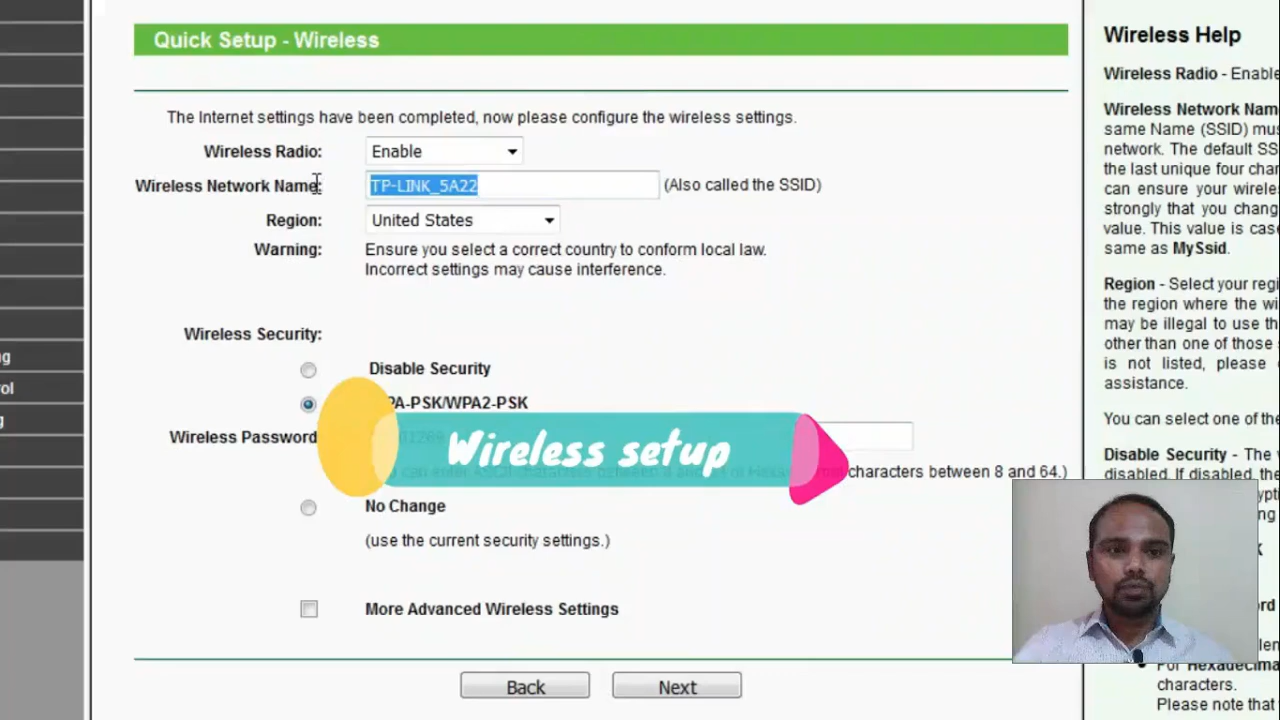 Quick Setup - Wireless
The Internet settings have been completed, now please configure the wireless settings.
Wireless Radio: Enable
Wireless Network Name: TP-LINK_5A22 (Also called the SSID)
Region: United States
Warning: Ensure you select a correct country to conform local law.
Incorrect settings may cause interference.
Wireless Security:
Disable Security
PA-PSK/WPA2-PSK
Wireless Password
Wireless setup
characters between 8 and 64.)
No Change
(use the current security settings.)
More Advanced Wireless Settings
Back Next
ng
ol
g
Wireless Help
Wireless Radio - Enable
Wireless Network Nam
same Name (SSID) mus
network. The default SS
the last unique four char
can ensure your wireles
strongly that you chang
value. This value is case
same as MySsid.
Region - Select your regi
the region where the wi
may be illegal to use th
other than one of those
is not listed, please
assistance.
You can select one of the
Disable Security - The
disabled. If disabled, the
For Hexadecima
characters.
Please note that